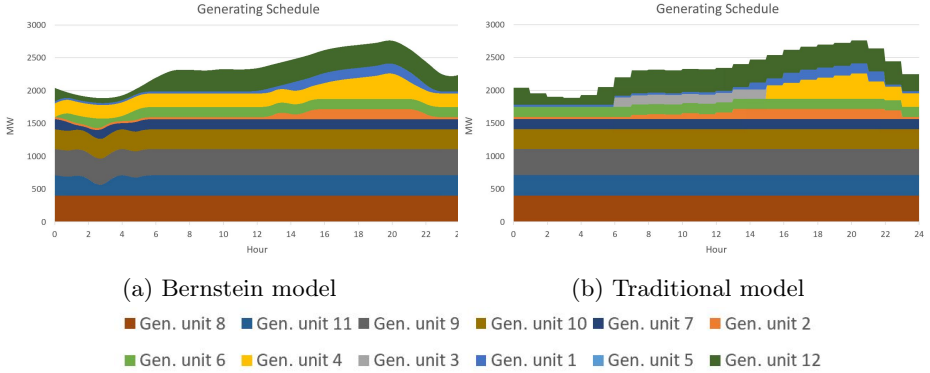 Generating Schedule
3000
2500
2000
1500
1000
500
0
MW
0 2 4 6 8 10 12 14 16 18 20 22 2
Hour
(a) Bernstein model
Generating Schedule
3000
2500
2000
1500
1000
500
0
MW
0 2 4 6 8 10 12 14 16 18 20 22 24
Hour
(b) Traditional model
Gen. unit 8 Gen. unit 11 Gen. unit 9 Gen. unit 10 Gen. unit 7 Gen. unit 2
Gen. unit 6 Gen. unit 4 Gen. unit 3 Gen. unit 1 Gen. unit 5 Gen. unit 12